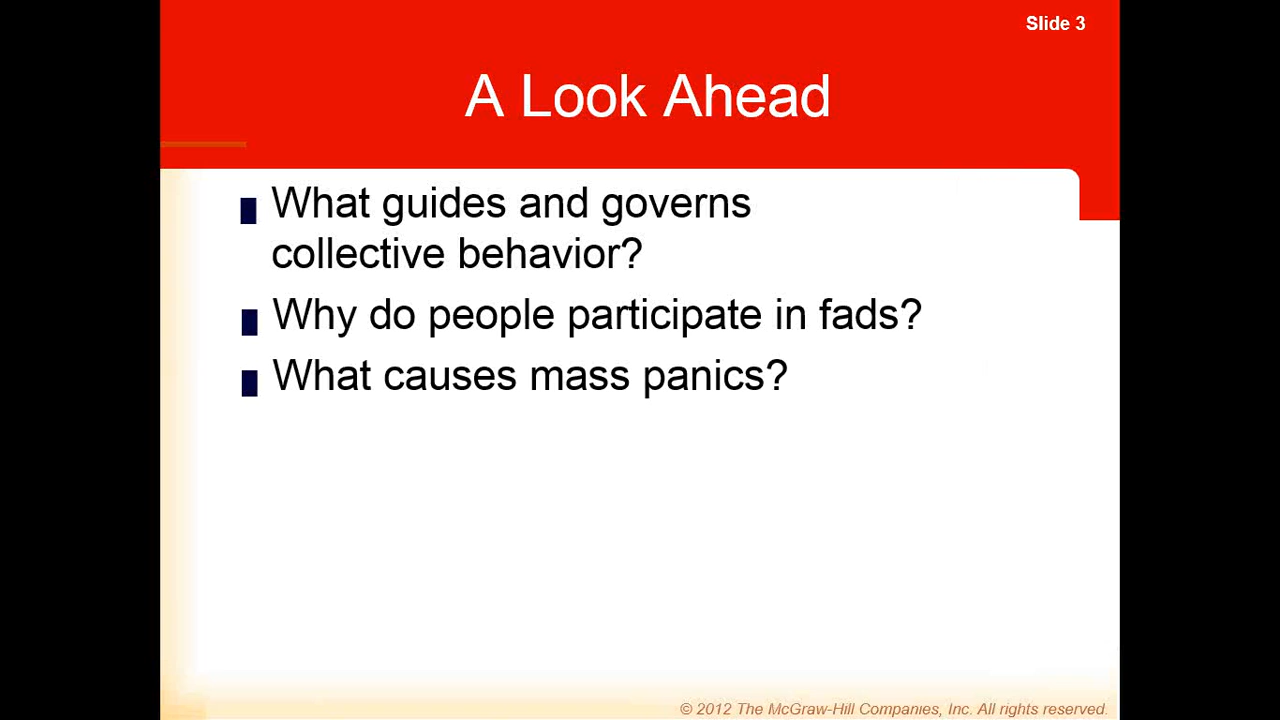 Slide 3
A Look Ahead
What guides and governs
collective behavior?
Why do people participate in fads?
What causes mass panics?
© 2012 The McGraw-Hill Companies, Inc. All rights reserved.